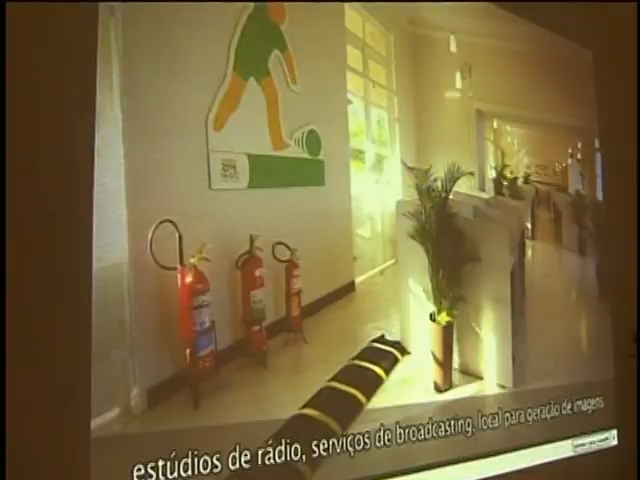 estúdios de rádio, serviços de broadcasting, local para geração de imagens